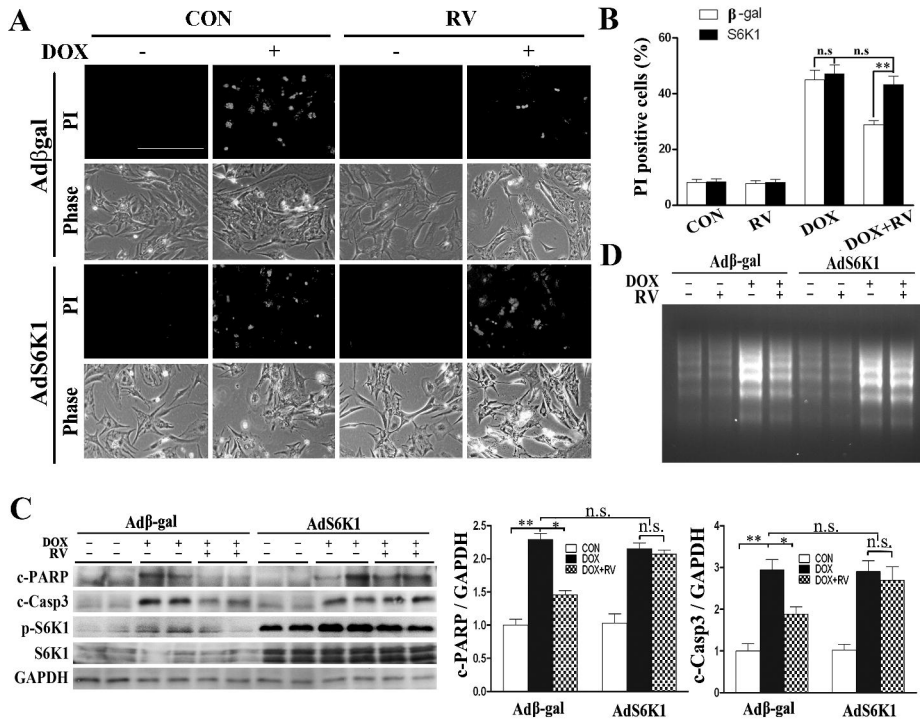 A
CON
RV
DOX
-
+
-
+
Adβgal
PI
Phase
AdS6K1
PI
Phase
B
β-gal
S6K1
PI positive cells (%)
60
40
20
0
n.s
n.s
**
CON
RV
DOX
DOX+RV
D
Adβ-gal
AdS6K1
DOX
- - + + - - + +
RV
- + - + - + - +
C
Adβ-gal
AdS6K1
DOX
- - + + + + - - + + + +
RV
- - - - + + - - - - + +
c-PARP
c-Casp3
p-S6K1
S6K1
GAPDH
c-PARP / GAPDH
2.5
2.0
1.5
1.0
0.5
0.0
n.s.
**
*
n.s.
CON
DOX
DOX+RV
Adβ-gal
AdS6K1
c-Casp3 / GAPDH
4
3
2
1
0
n.s.
**
*
n.s.
CON
DOX
DOX+RV
Adβ-gal
AdS6K1